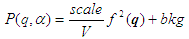 P(q,α) = scale/V f²(q) + bkg